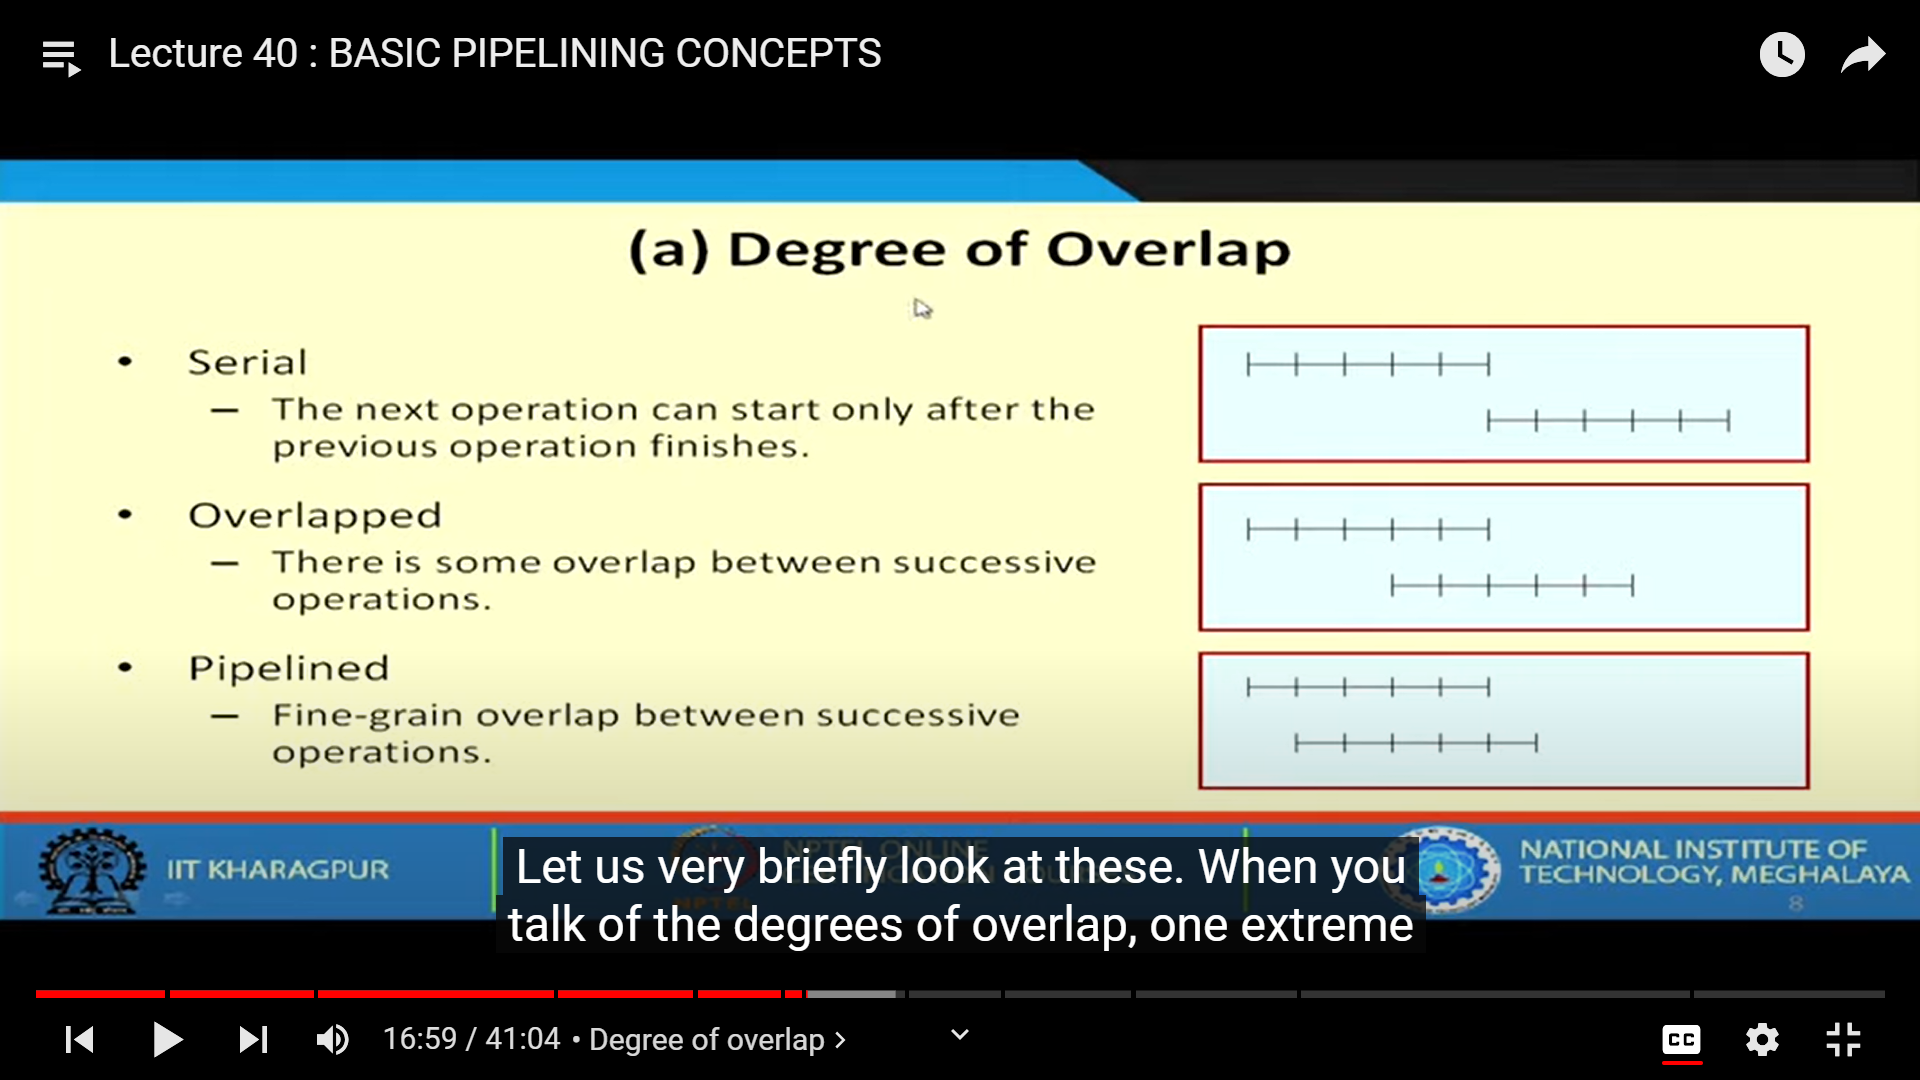 Lecture 40 : BASIC PIPELINING CONCEPTS
(a) Degree of Overlap
• Serial
— The next operation can start only after the
previous operation finishes.
• Overlapped
— There is some overlap between successive
operations.
• Pipelined
— Fine-grain overlap between successive
operations.
IIT KHARAGPUR
NPTEL ONLINE
NPTEL
NATIONAL INSTITUTE OF
TECHNOLOGY, MEGHALAYA
8
Let us very briefly look at these. When you
talk of the degrees of overlap, one extreme
16:59 / 41:04 • Degree of overlap ›
CC